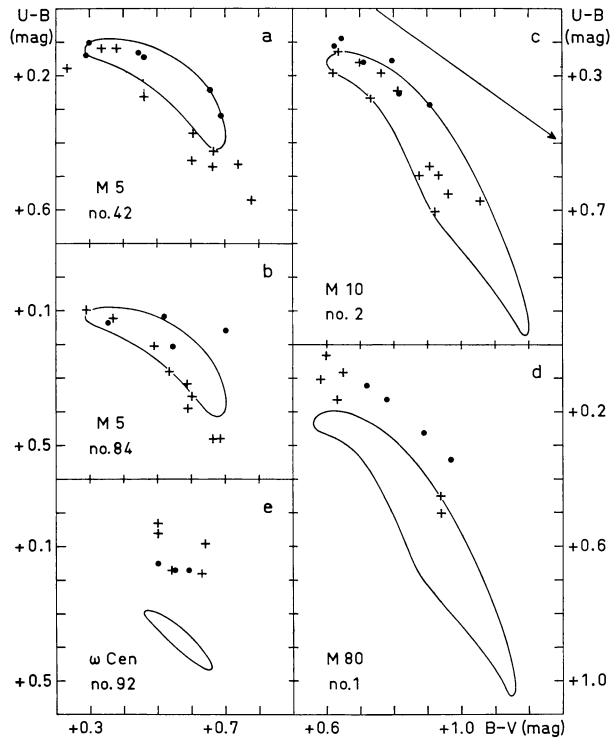 U-B
(mag)
a
+0.2
+0.6
M 5
no.42
b
+0.1
+0.5
M 5
no.84
e
+0.1
+0.5
ω Cen
no.92
+0.3
+0.7
c
U-B
(mag)
+0.3
+0.7
M 10
no. 2
d
+0.2
+0.6
+1.0
M 80
no.1
+0.6
+1.0
B-V (mag)